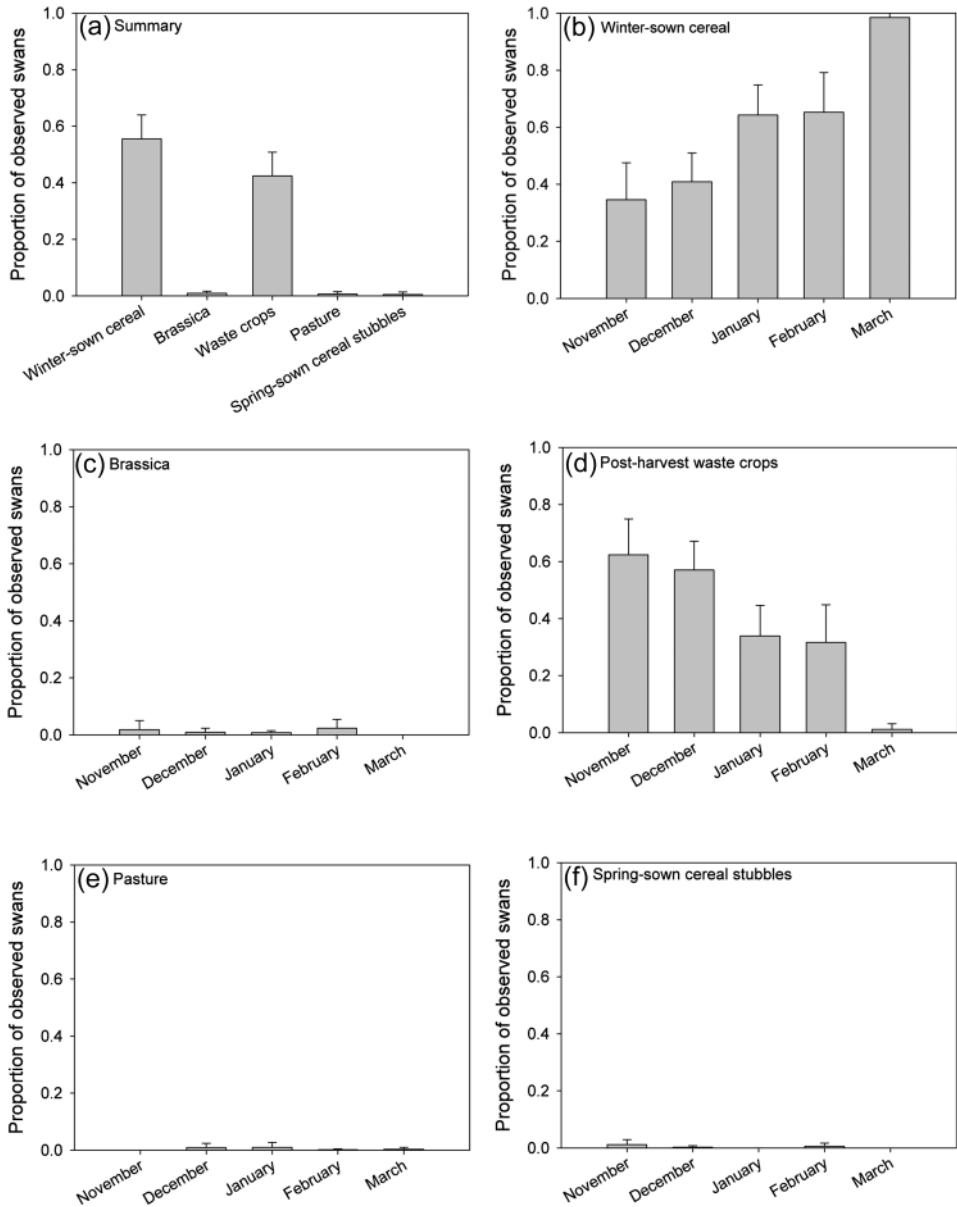 (a) Summary
Proportion of observed swans
1.0
0.8
0.6
0.4
0.2
0.0
Winter-sown cereal
Brassica
Waste crops
Pasture
Spring-sown cereal stubbles
(b) Winter-sown cereal
Proportion of observed swans
1.0
0.8
0.6
0.4
0.2
0.0
November
December
January
February
March
(c) Brassica
Proportion of observed swans
1.0
0.8
0.6
0.4
0.2
0.0
November
December
January
February
March
(d) Post-harvest waste crops
Proportion of observed swans
1.0
0.8
0.6
0.4
0.2
0.0
November
December
January
February
March
(e) Pasture
Proportion of observed swans
1.0
0.8
0.6
0.4
0.2
0.0
November
December
January
February
March
(f) Spring-sown cereal stubbles
Proportion of observed swans
1.0
0.8
0.6
0.4
0.2
0.0
November
December
January
February
March